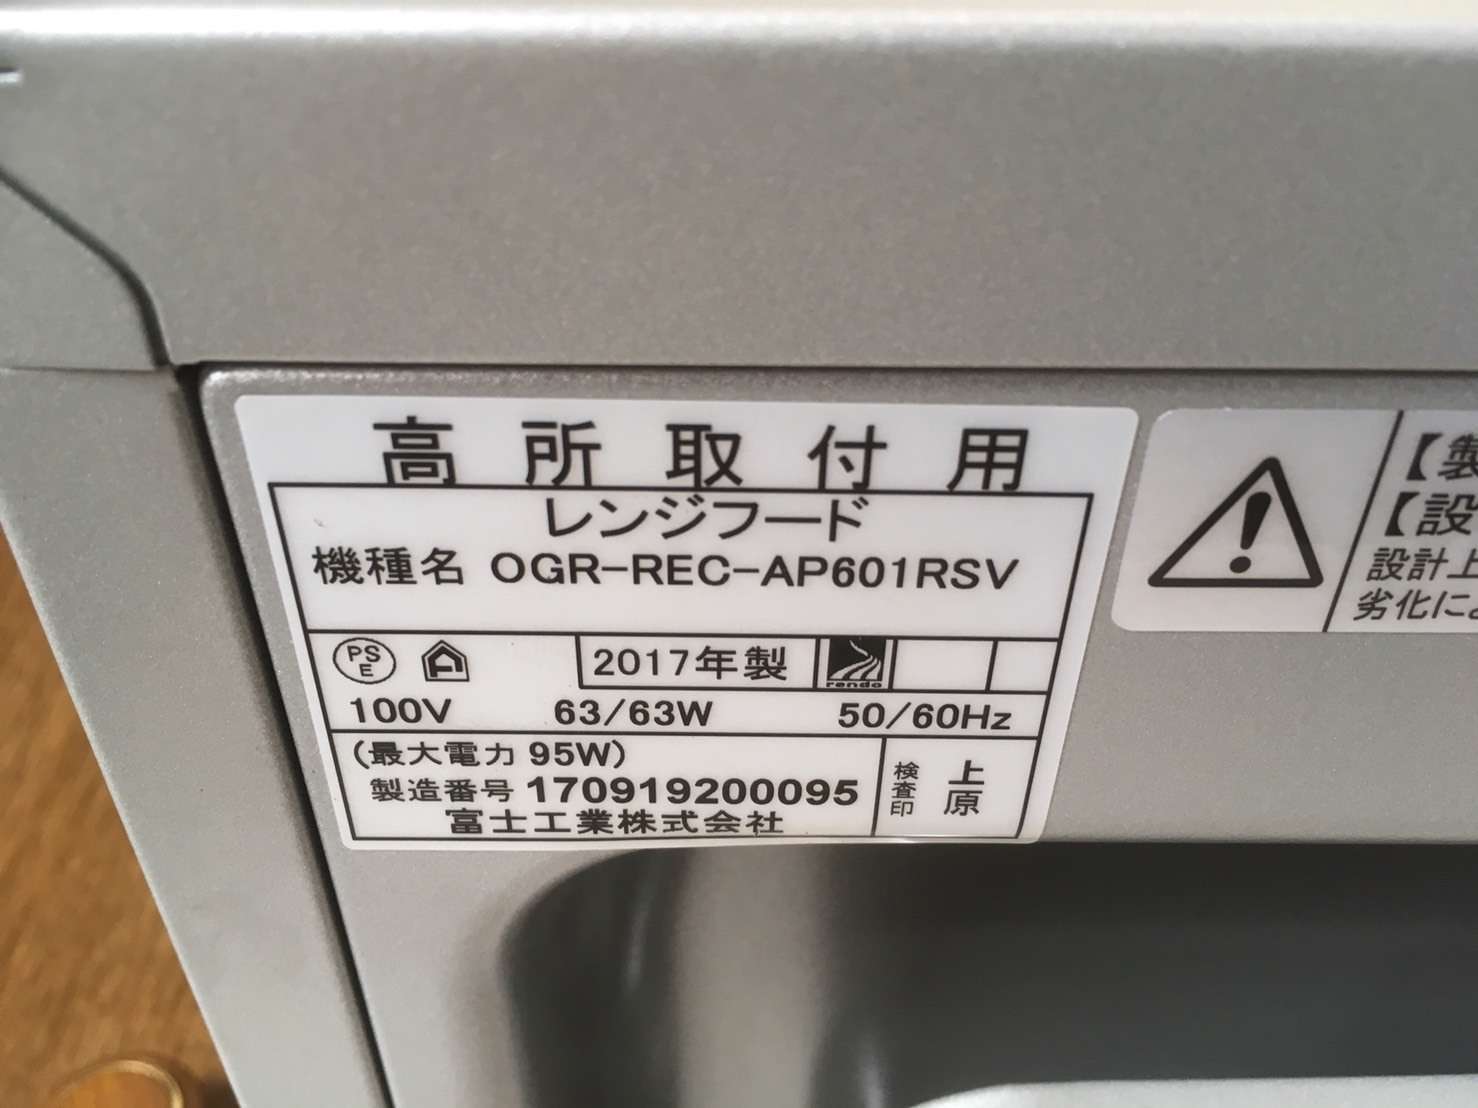 高所取付用
レンジフード
機種名 OGR-REC-AP601RSV
PS
E
2017年製
rendo
100V 63/63W 50/60Hz
(最大電力 95W)
製造番号 170919200095
富士工業株式会社
検査印
上原
【製
【設
設計上
劣化によ